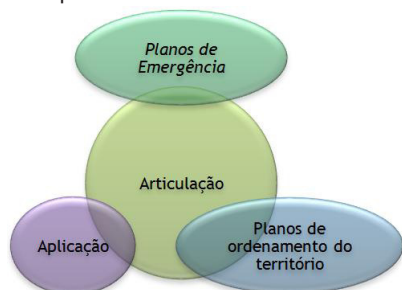 Planos de
Emergência
Articulação
Aplicação
Planos de
ordenamento do
território